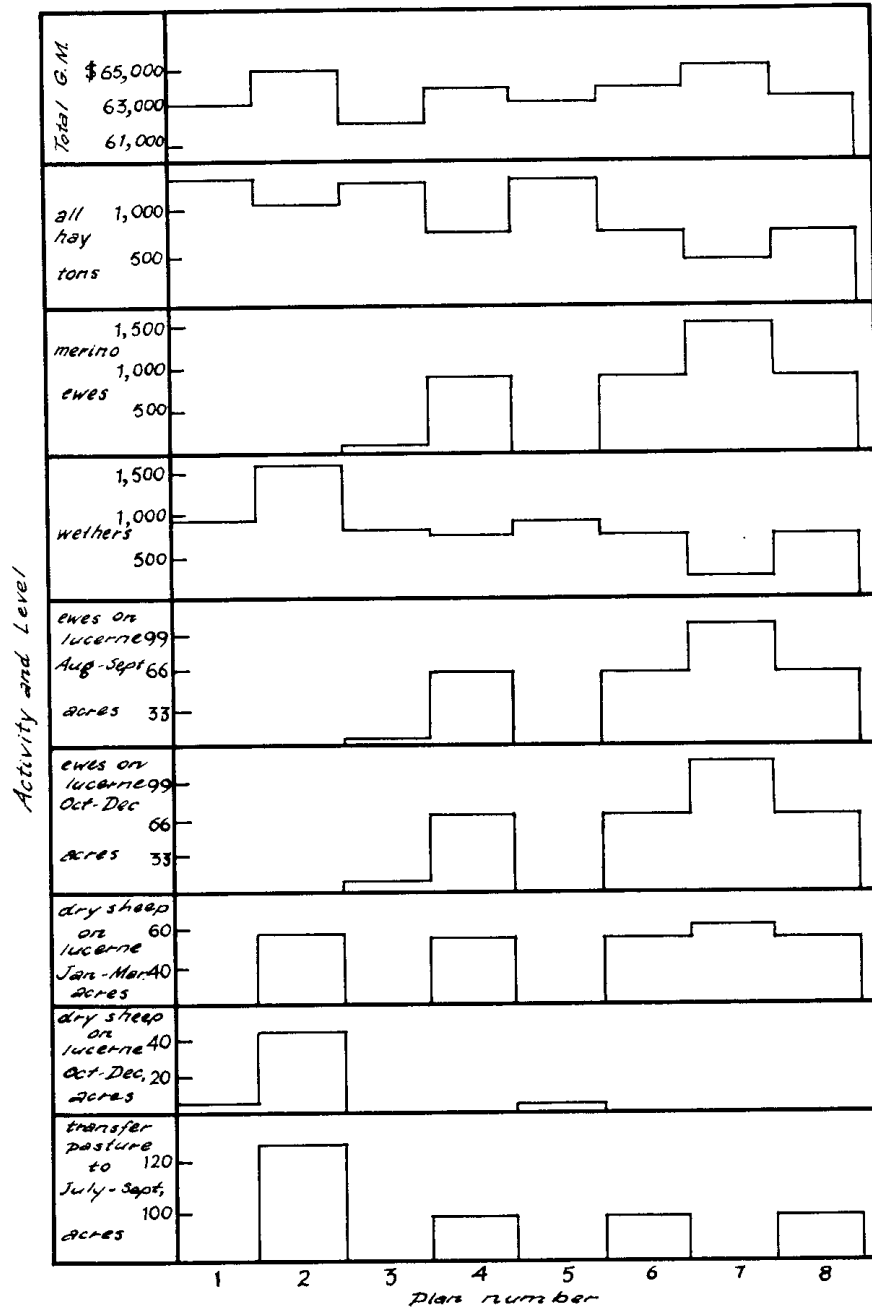 Activity and Level
Total G.M.
$65,000
63,000
61,000
all
hay
tons
1,000
500
merino
ewes
1,500
1,000
500
wethers
1,500
1,000
500
ewes on
lucerne 99
Aug-Sept 66
acres 33
ewes on
lucerne 99
Oct-Dec
66
acres 33
dry sheep
on 60
lucerne
Jan-Mar. 40
acres
dry sheep
on
lucerne 40
Oct-Dec,
20
acres
transfer
pasture
to 120
July-Sept,
100
acres
1 2 3 4 5 6 7 8
Plan number